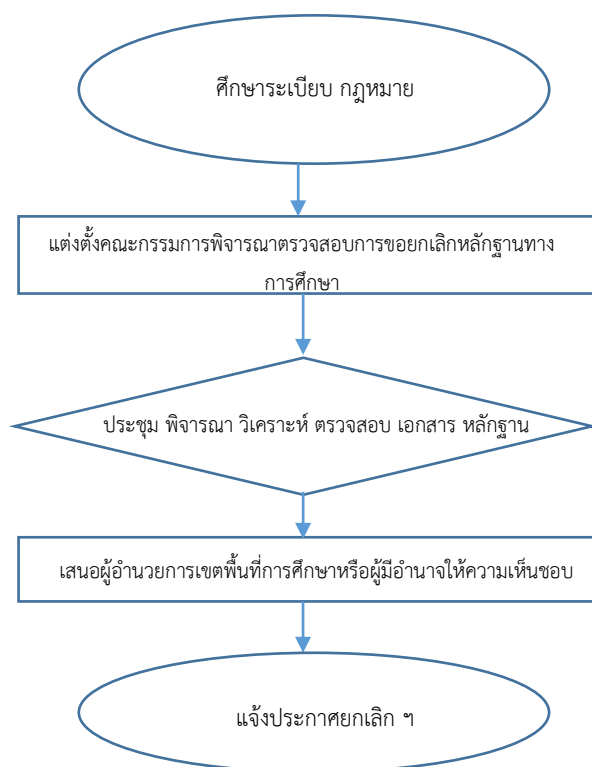 ศึกษาระเบียบ กฎหมาย
แต่งตั้งคณะกรรมการพิจารณาตรวจสอบการขอยกเลิกหลักฐานทาง
การศึกษา
ประชุม พิจารณา วิเคราะห์ ตรวจสอบ เอกสาร หลักฐาน
เสนอผู้อำนวยการเขตพื้นที่การศึกษาหรือผู้มีอำนาจให้ความเห็นชอบ
แจ้งประกาศยกเลิก ฯ